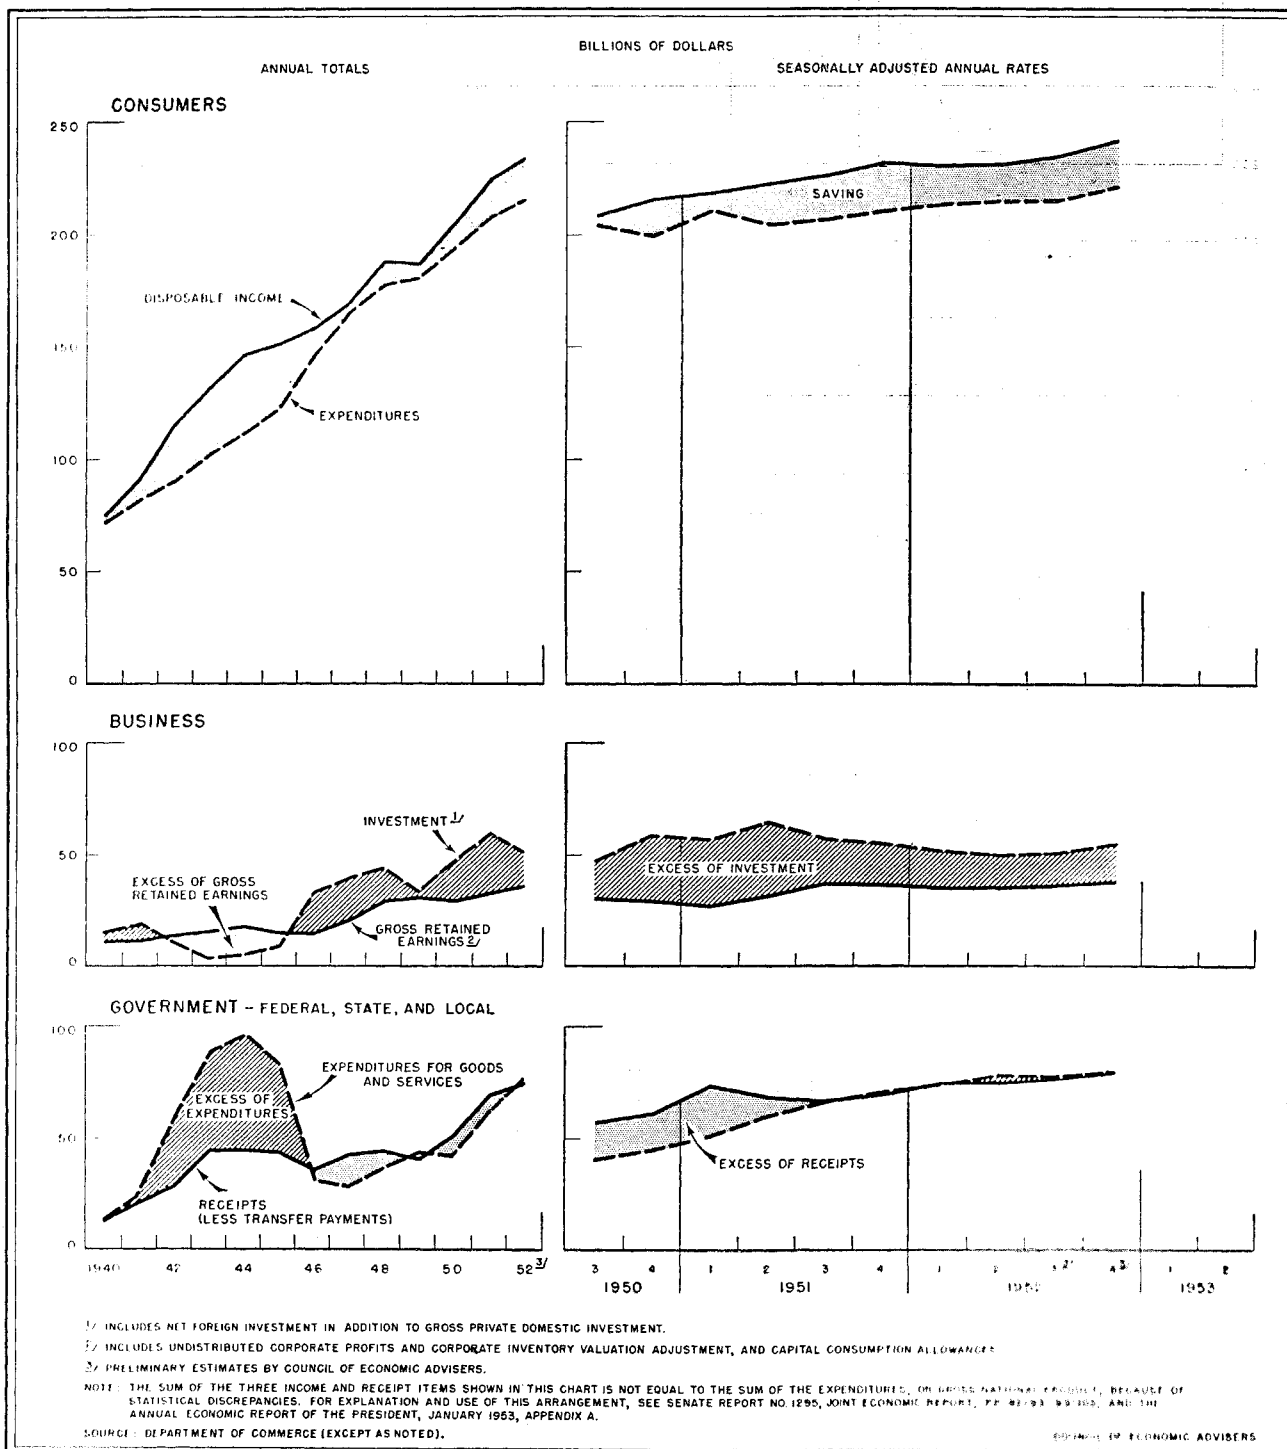 BILLIONS OF DOLLARS
ANNUAL TOTALS
SEASONALLY ADJUSTED ANNUAL RATES
CONSUMERS
250
200
150
100
50
0
DISPOSABLE INCOME
EXPENDITURES
SAVING
BUSINESS
100
50
0
INVESTMENT 1/
EXCESS OF GROSS
RETAINED EARNINGS
GROSS RETAINED
EARNINGS 2/
EXCESS OF INVESTMENT
GOVERNMENT - FEDERAL, STATE, AND LOCAL
100
50
0
EXPENDITURES FOR GOODS
AND SERVICES
EXCESS OF
EXPENDITURES
RECEIPTS
(LESS TRANSFER PAYMENTS)
EXCESS OF RECEIPTS
1940 42 44 46 48 50 52 3/
3 4 1 2 3 4 1 2 4 3/ 1 2
1950 1951 1952 1953
1/ INCLUDES NET FOREIGN INVESTMENT IN ADDITION TO GROSS PRIVATE DOMESTIC INVESTMENT.
2/ INCLUDES UNDISTRIBUTED CORPORATE PROFITS AND CORPORATE INVENTORY VALUATION ADJUSTMENT, AND CAPITAL CONSUMPTION ALLOWANCES
3/ PRELIMINARY ESTIMATES BY COUNCIL OF ECONOMIC ADVISERS.
NOTE: THE SUM OF THE THREE INCOME AND RECEIPT ITEMS SHOWN IN THIS CHART IS NOT EQUAL TO THE SUM OF THE EXPENDITURES, OR GROSS NATIONAL PRODUCT, BECAUSE OF
STATISTICAL DISCREPANCIES. FOR EXPLANATION AND USE OF THIS ARRANGEMENT, SEE SENATE REPORT NO. 1295, JOINT ECONOMIC REPORT, AND THE
ANNUAL ECONOMIC REPORT OF THE PRESIDENT, JANUARY 1953, APPENDIX A.
SOURCE: DEPARTMENT OF COMMERCE (EXCEPT AS NOTED).
COUNCIL OF ECONOMIC ADVISERS